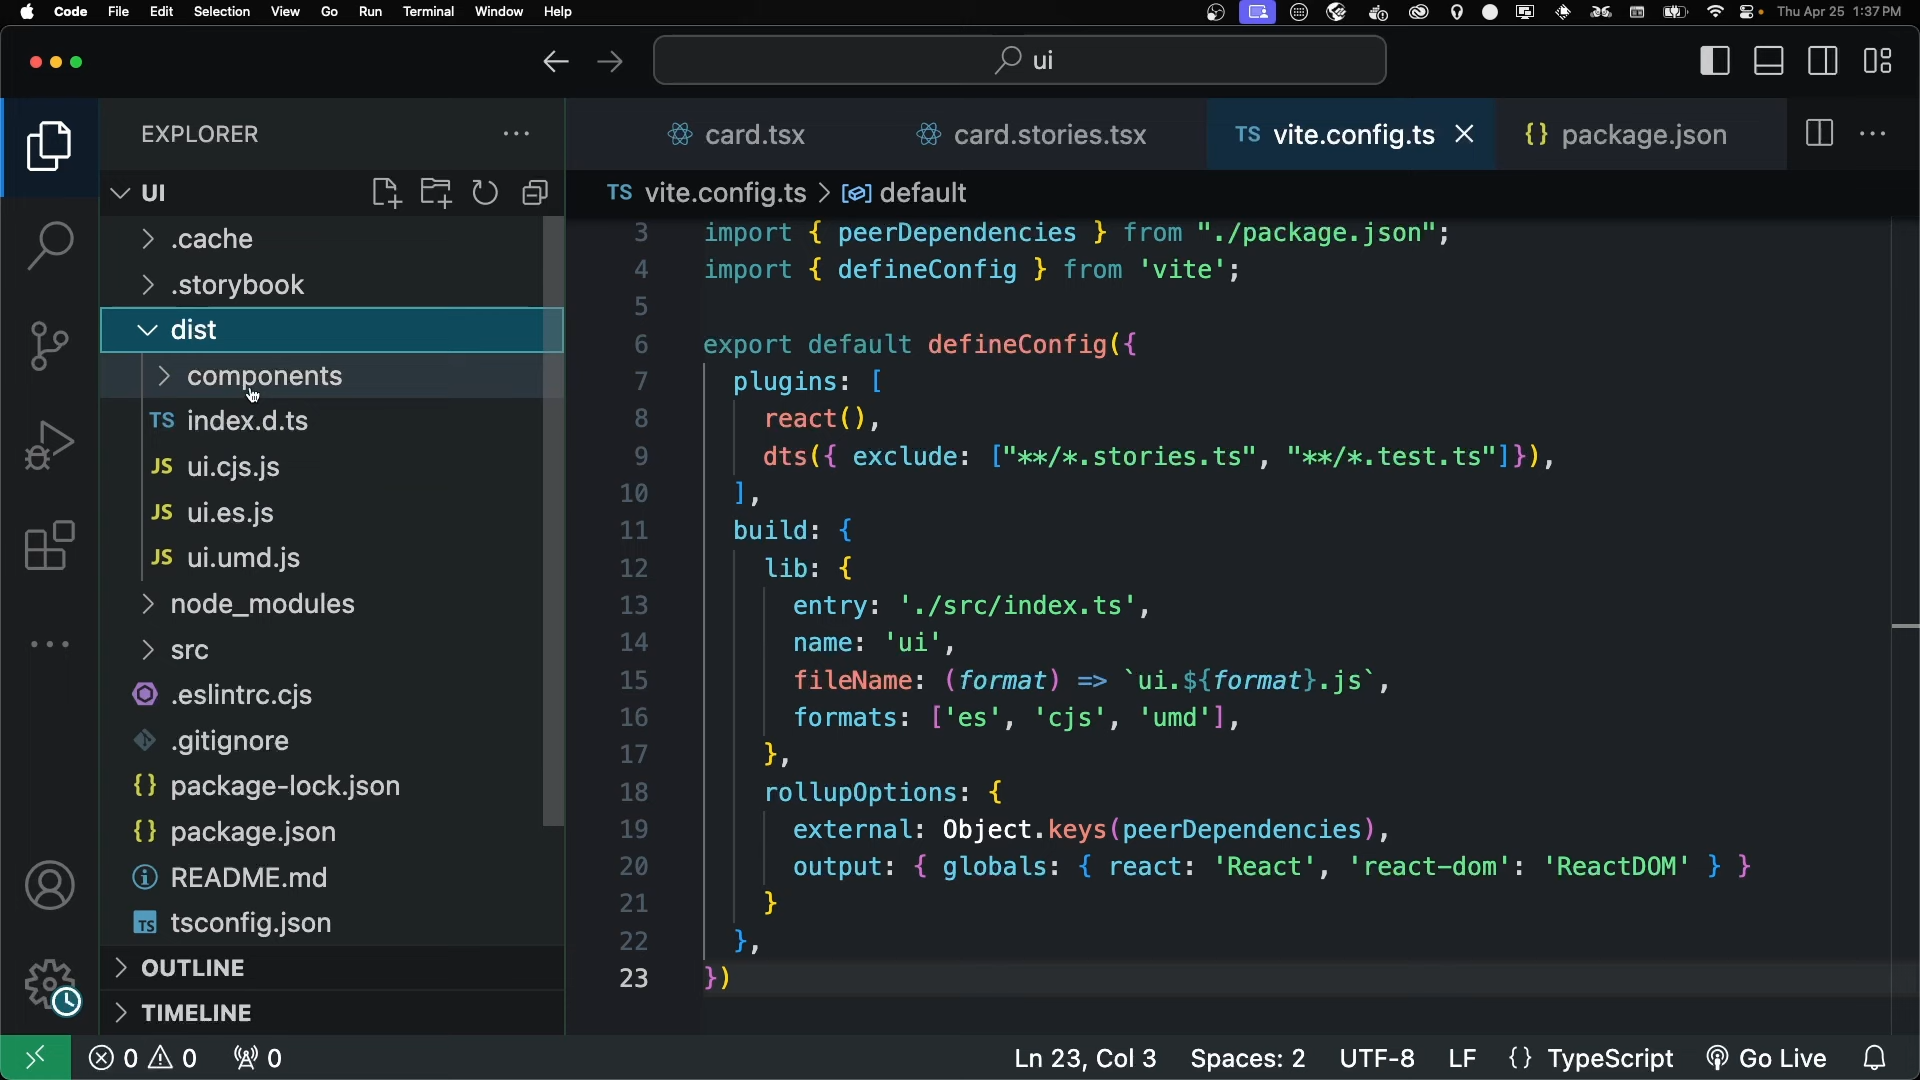 Code File Edit Selection View Go Run Terminal Window Help Thu Apr 25 1:37 PM
ui
EXPLORER
card.tsx
card.stories.tsx
TS vite.config.ts
{} package.json
UI
TS vite.config.ts > default
.cache
.storybook
dist
components
TS index.d.ts
JS ui.cjs.js
JS ui.es.js
JS ui.umd.js
node_modules
src
.eslintrc.cjs
.gitignore
{} package-lock.json
{} package.json
README.md
TS tsconfig.json
OUTLINE
TIMELINE
3 import { peerDependencies } from "./package.json";
4 import { defineConfig } from 'vite';
5
6 export default defineConfig({
7 plugins: [
8 react(),
9 dts({ exclude: ["**/*.stories.ts", "**/*.test.ts"]}),
10 ],
11 build: {
12 lib: {
13 entry: './src/index.ts',
14 name: 'ui',
15 fileName: (format) => `ui.${format}.js`,
16 formats: ['es', 'cjs', 'umd'],
17 },
18 rollupOptions: {
19 external: Object.keys(peerDependencies),
20 output: { globals: { react: 'React', 'react-dom': 'ReactDOM' } }
21 }
22 },
23 })
0 0 0 Ln 23, Col 3 Spaces: 2 UTF-8 LF {} TypeScript Go Live